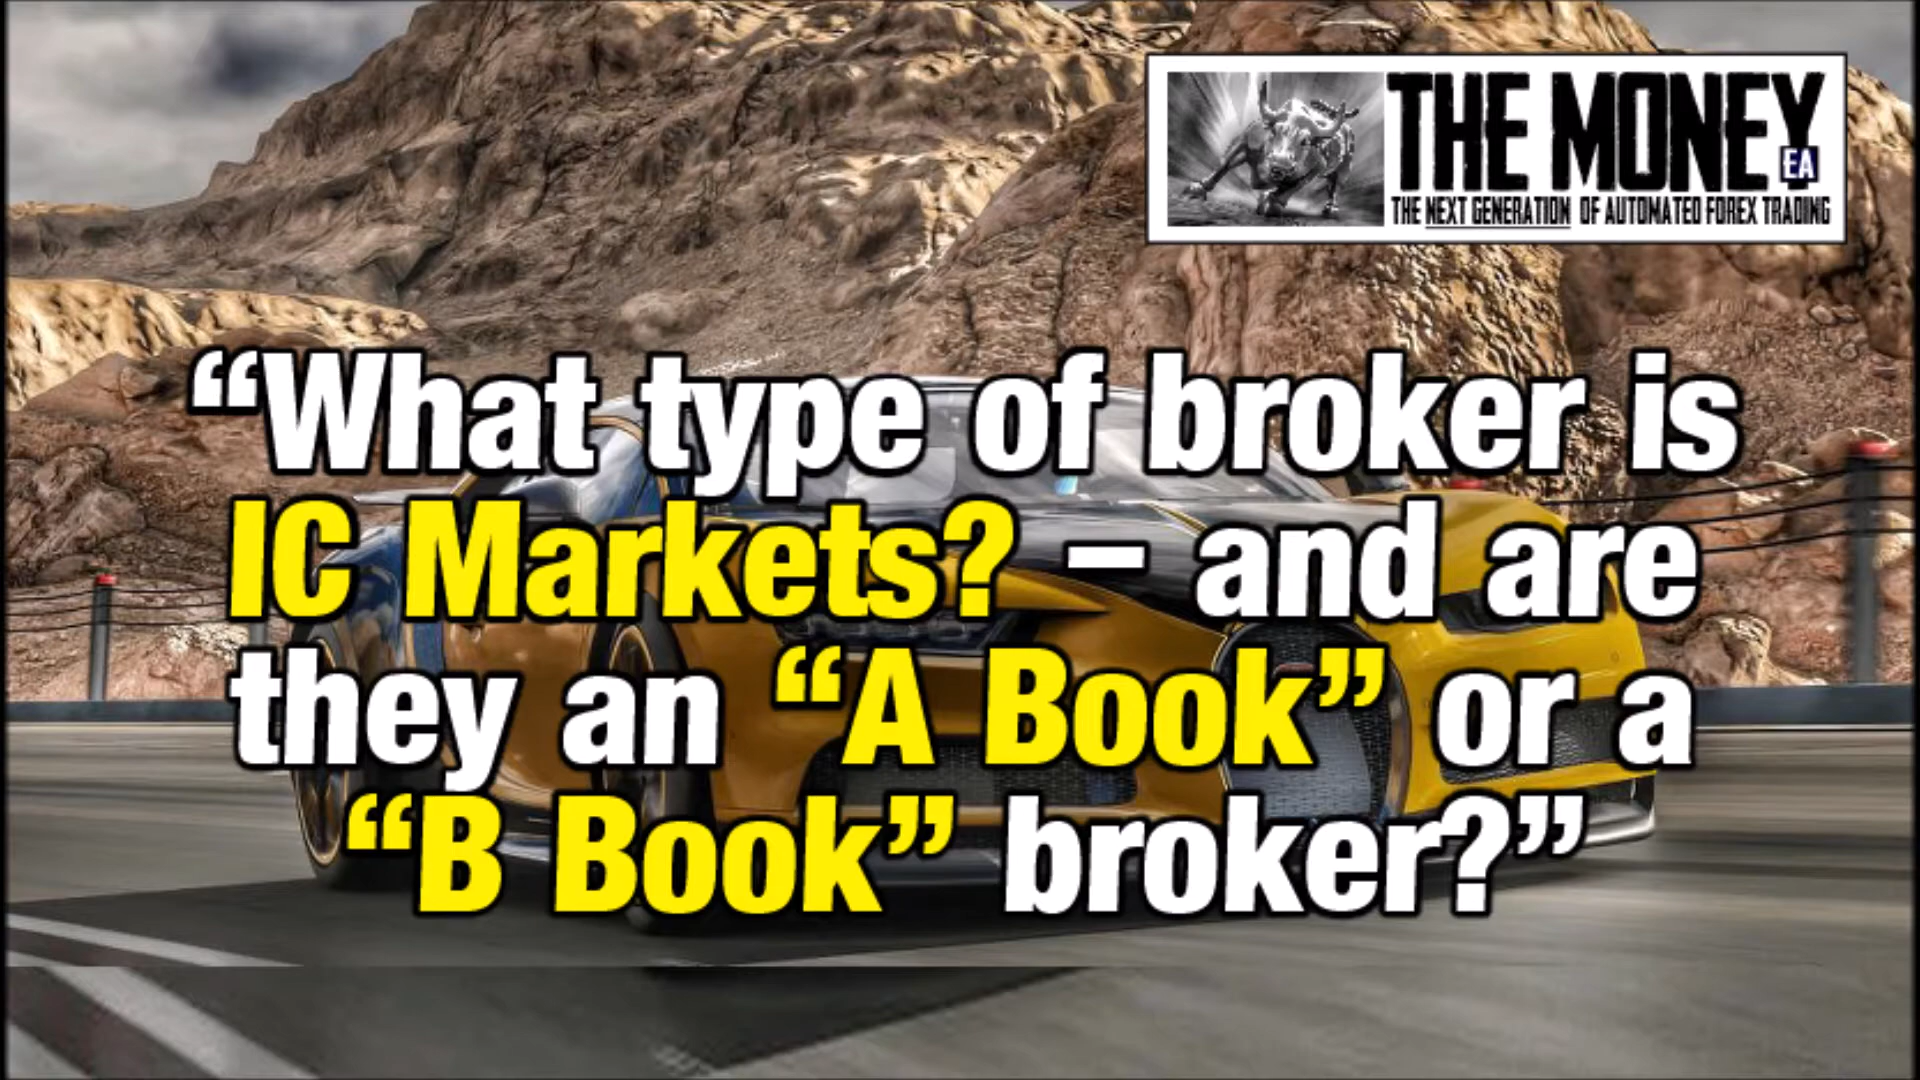 THE MONEY
EA
THE NEXT GENERATION OF AUTOMATED FOREX TRADING
“What type of broker is
IC Markets? – and are
they an “A Book” or a
“B Book” broker?”